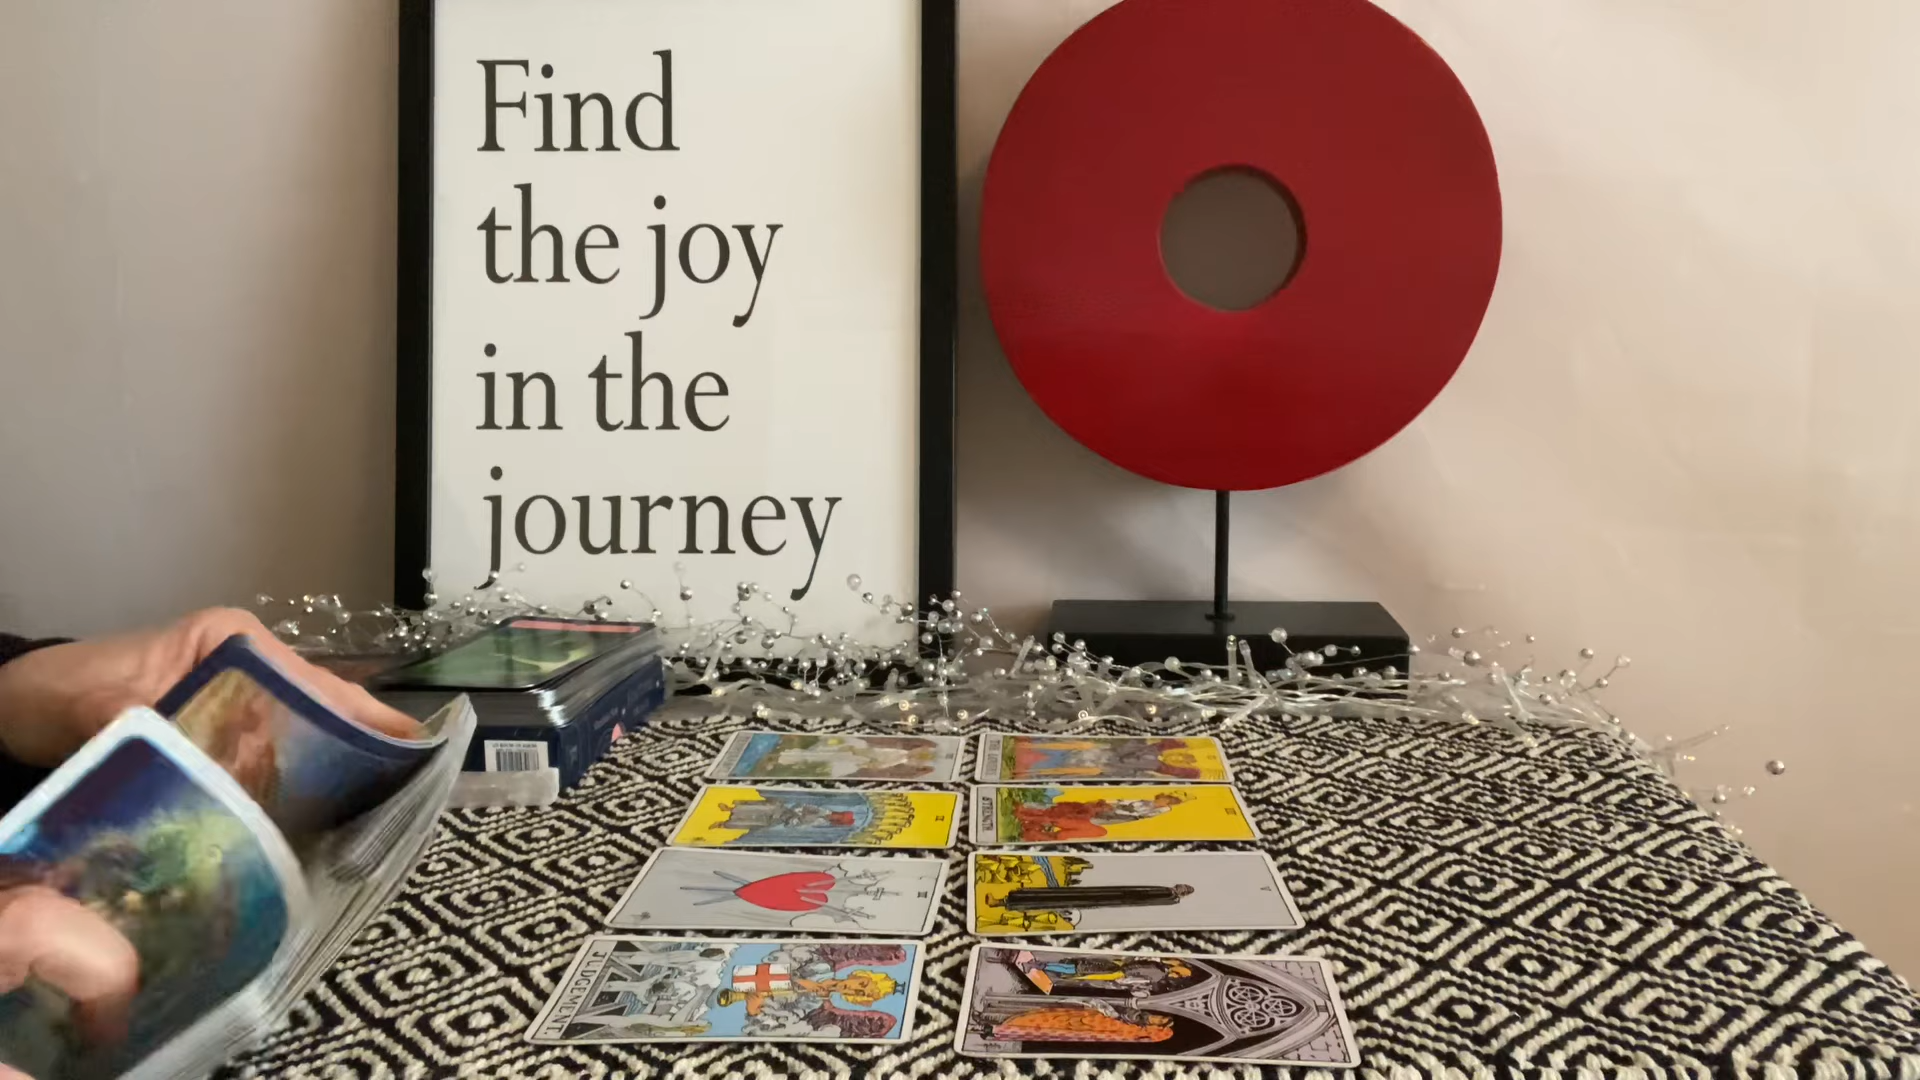 Find
the joy
in the
journey
STRENGTH
V
JUDGEMENT